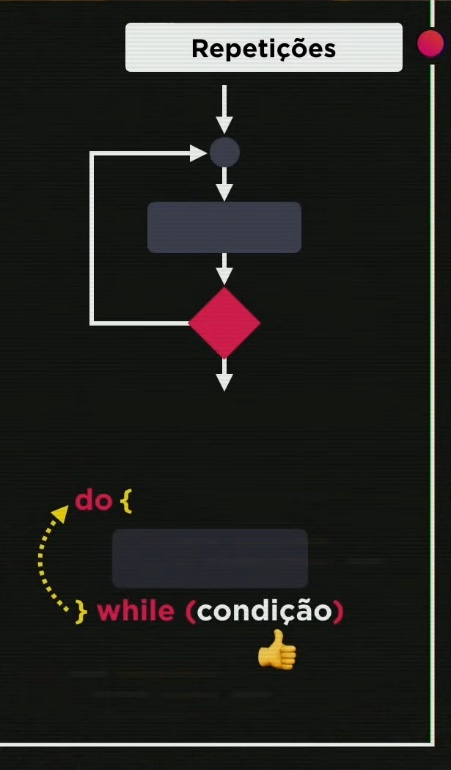 Repetições
do {
} while (condição)